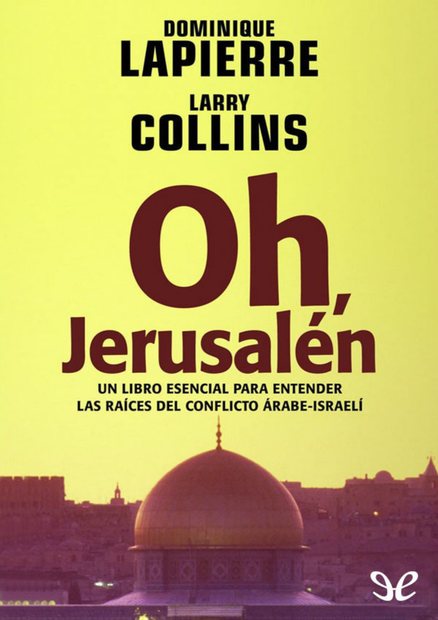 DOMINIQUE
LAPIERRE
LARRY
COLLINS
Oh,
Jerusalén
UN LIBRO ESENCIAL PARA ENTENDER
LAS RAÍCES DEL CONFLICTO ÁRABE-ISRAELÍ